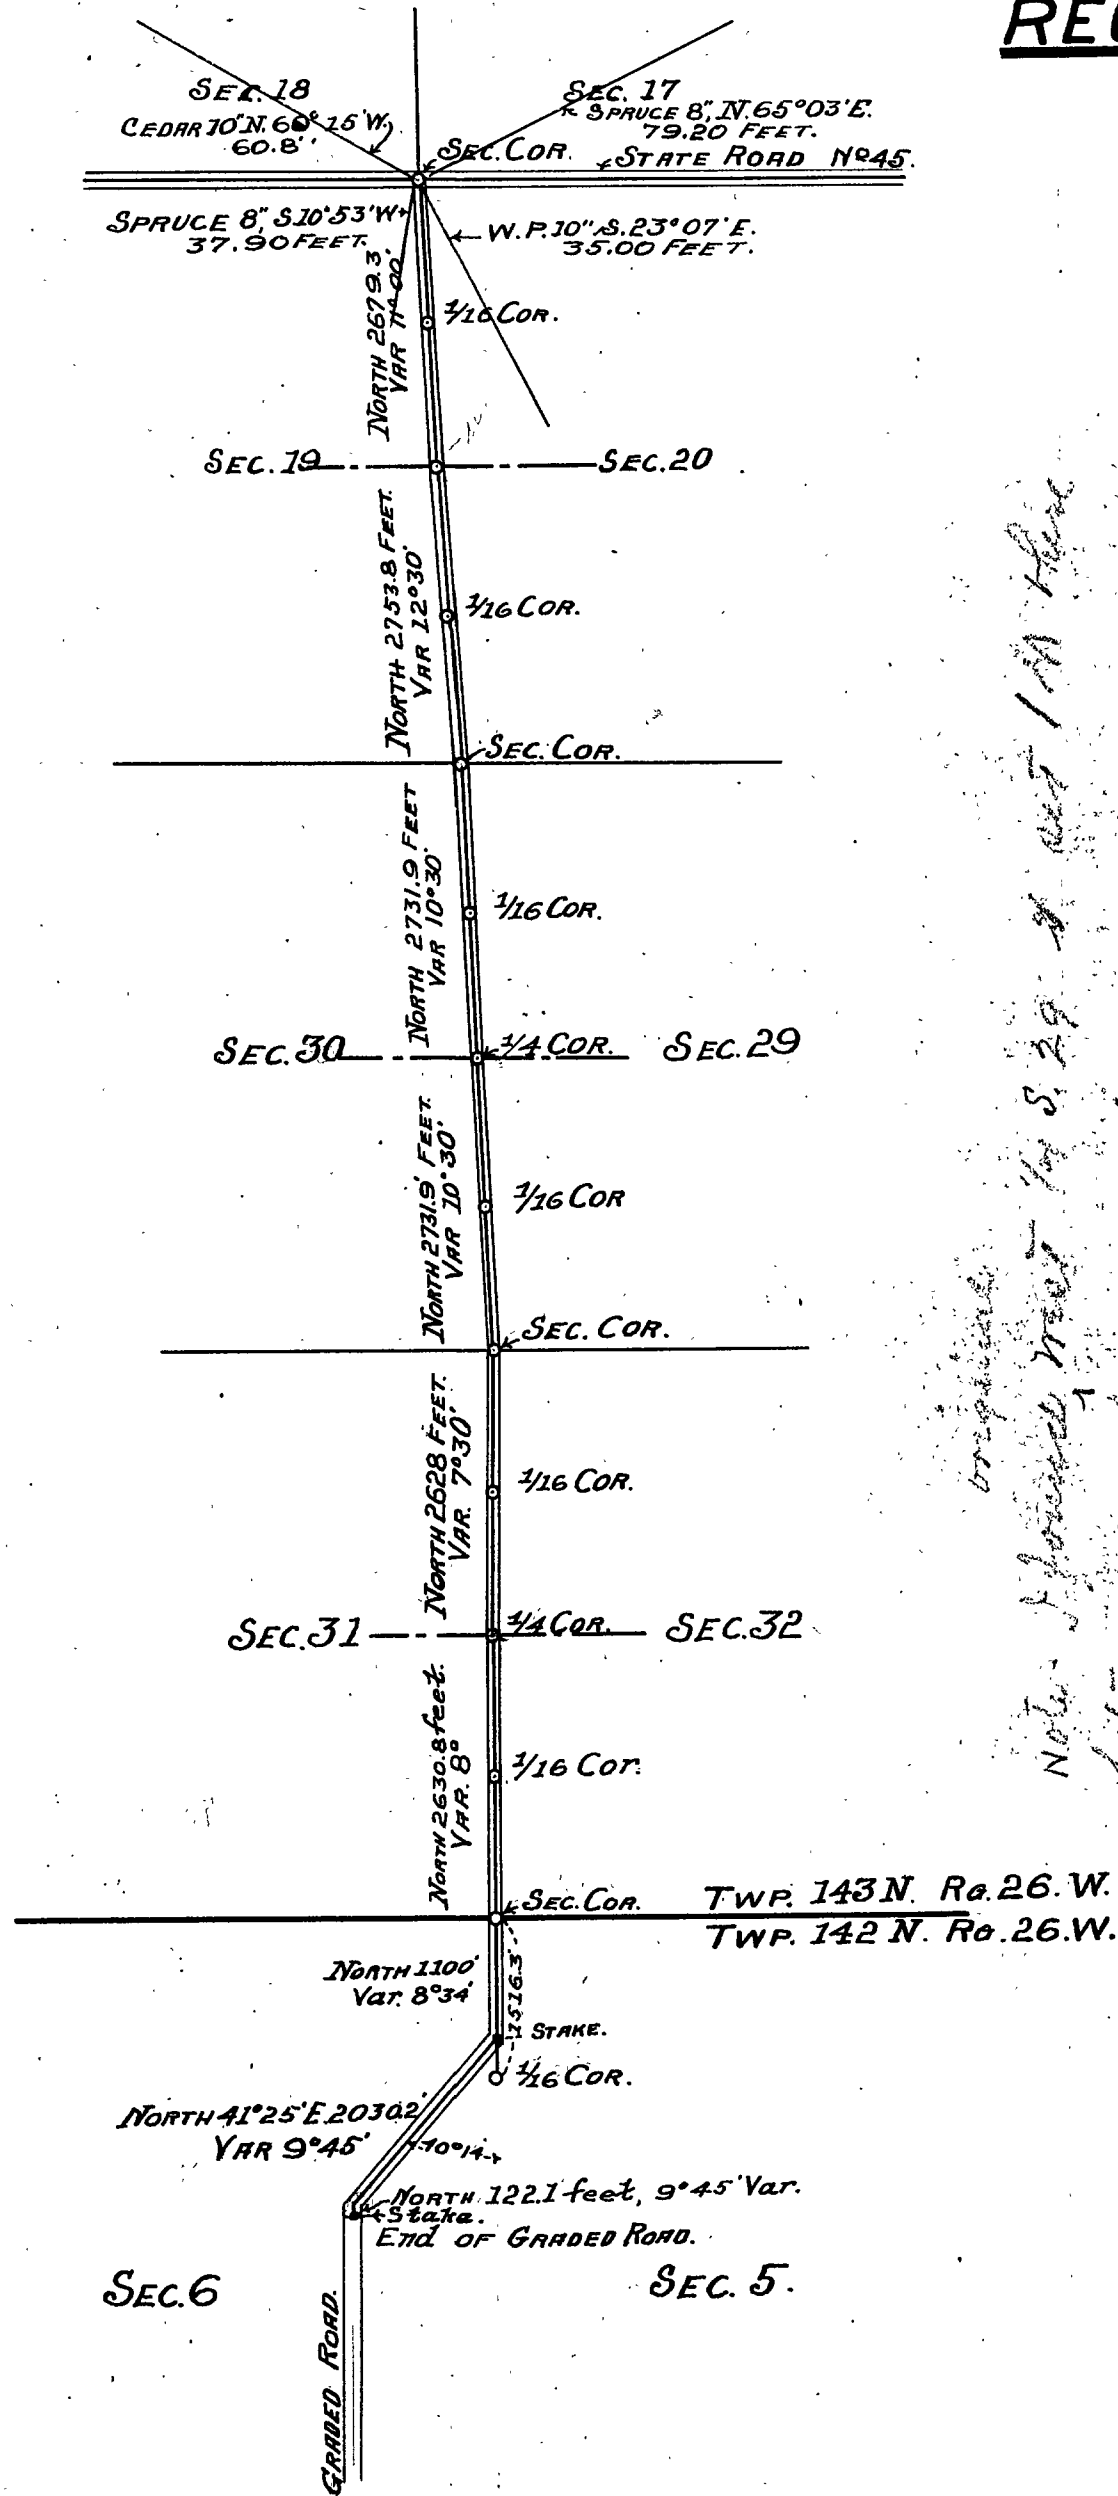 SEC. 18
CEDAR 10" N. 60° 15' W.
60.8'
SEC. 17
SPRUCE 8", N. 65°03' E.
79.20 FEET.
SEC. COR.
STATE ROAD Nº 45.
SPRUCE 8", S 10°53' W
37.90 FEET.
W.P. 10" S. 23°07' E.
35.00 FEET.
NORTH 2679.3'
VAR 11°00'
1/16 COR.
SEC. 19
SEC. 20
NORTH 2753.8 FEET.
VAR 12°30'
1/16 COR.
SEC. COR.
NORTH 2731.9 FEET
VAR 10°30'
1/16 COR.
SEC. 30
1/4 COR.
SEC. 29
NORTH 2731.9' FEET.
VAR 10°30'
1/16 COR
SEC. COR.
NORTH 2628 FEET.
VAR. 7°30'
1/16 COR.
SEC. 31
1/4 COR.
SEC. 32
NORTH 2630.8 feet.
VAR. 8°
1/16 Cor.
SEC. COR.
TWP. 143 N. Ra. 26. W.
TWP. 142 N. Ra. 26. W.
NORTH 1100'
Var. 8°34'
1516.3'
STAKE.
1/16 COR.
NORTH 41°25' E. 2030.2'
VAR 9°45'
10°14
NORTH 122.1 feet, 9°45' Var.
Stake.
End OF GRADED ROAD.
SEC. 6
SEC. 5.
GRADED ROAD.
Note